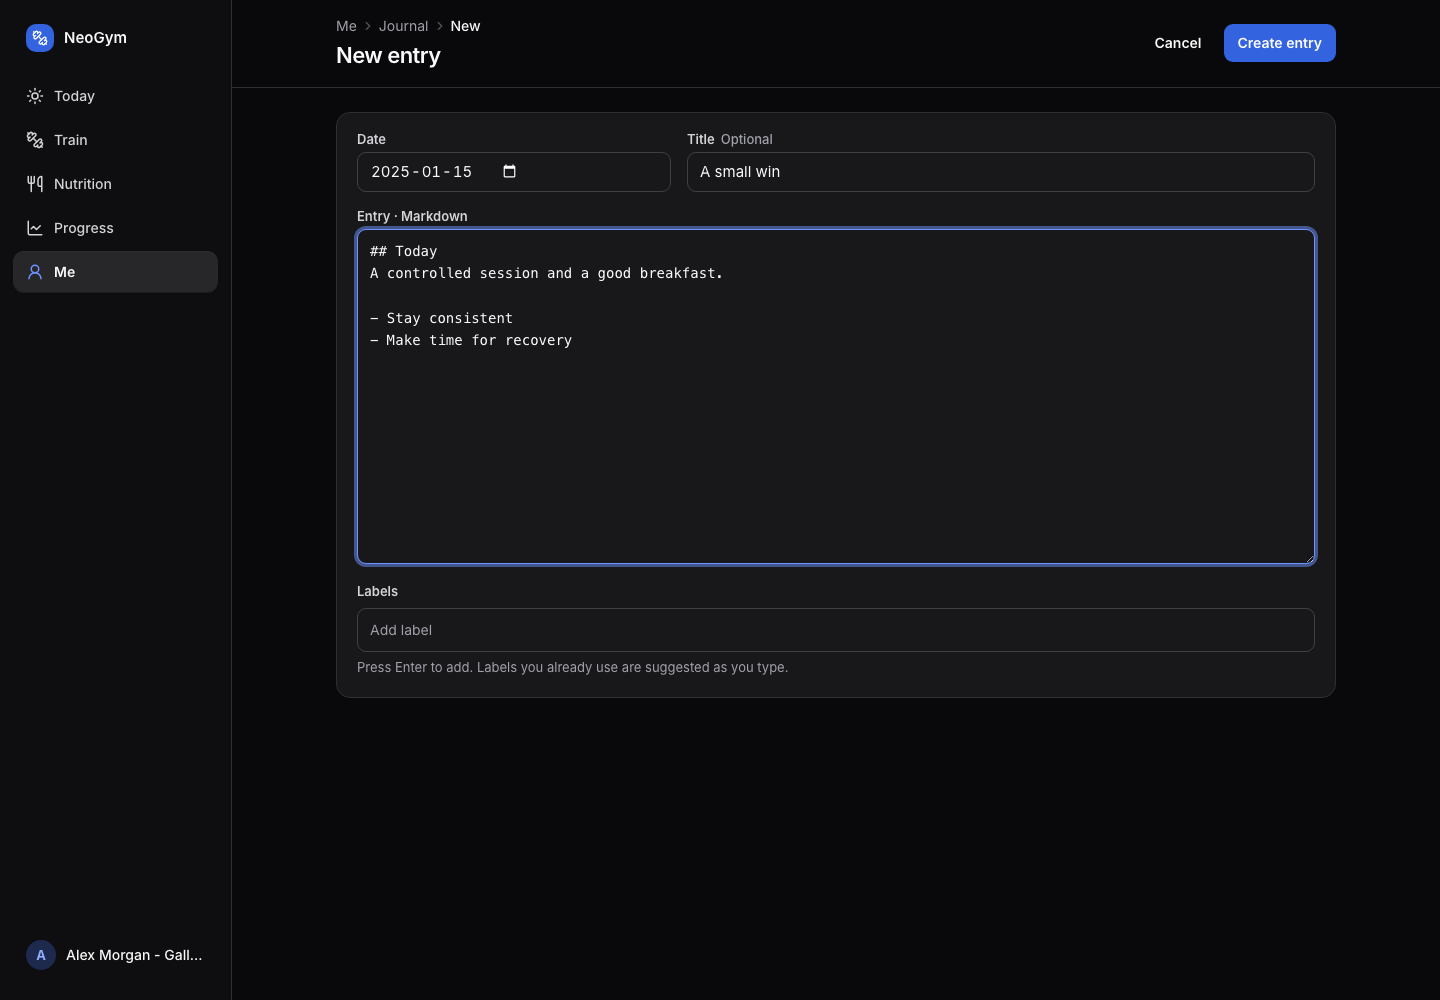 NeoGym
Today
Train
Nutrition
Progress
Me
Alex Morgan - Gall...
A
Me > Journal > New
New entry
Cancel
Create entry
Date
2025-01-15
Title Optional
A small win
Entry · Markdown
## Today
A controlled session and a good breakfast.
- Stay consistent
- Make time for recovery
Labels
Add label
Press Enter to add. Labels you already use are suggested as you type.